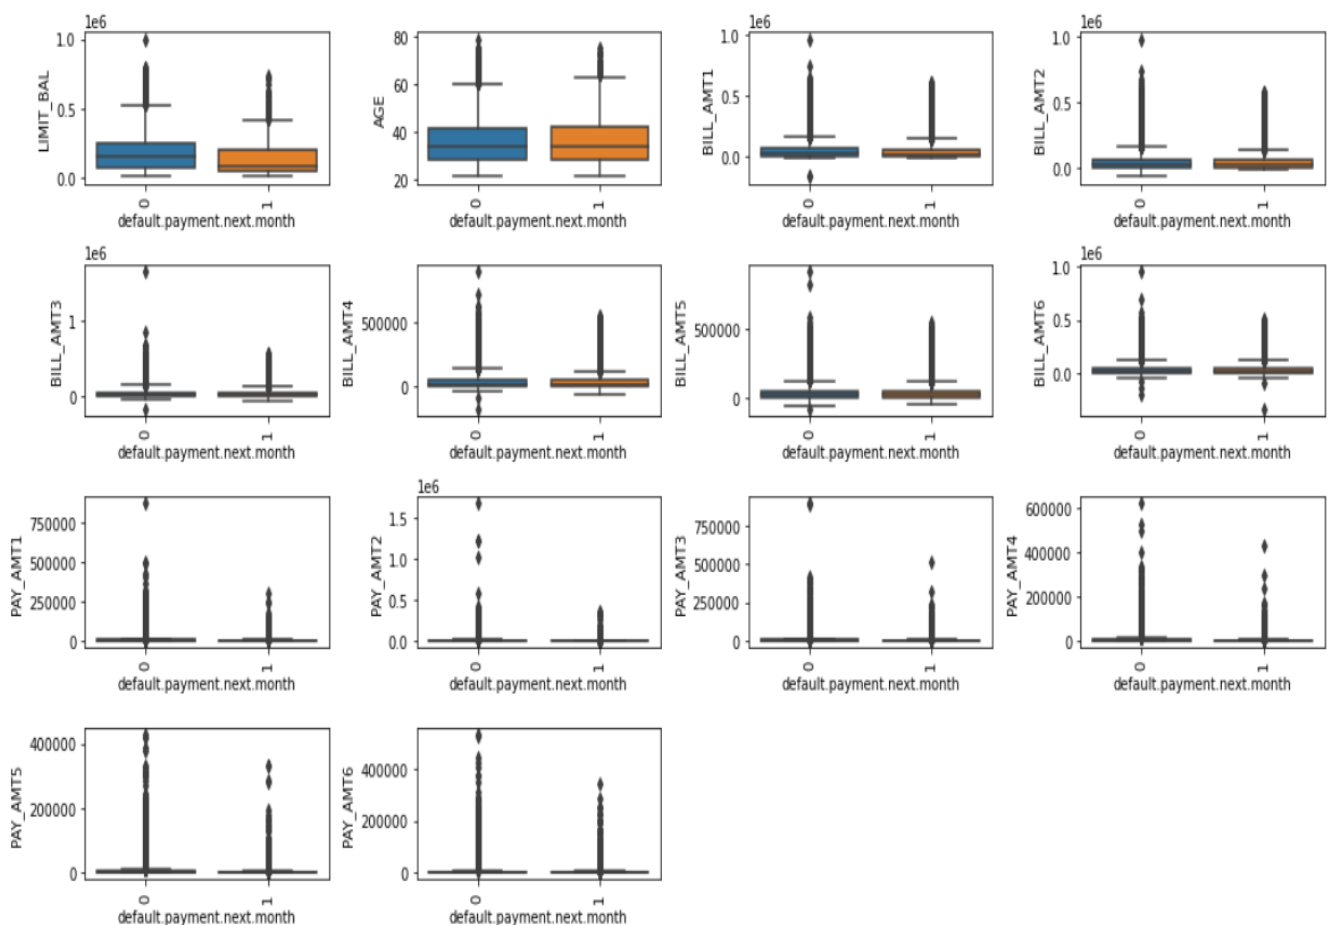 1e6
LIMIT_BAL
1.0
0.5
0.0
0
1
default.payment.next.month
AGE
80
60
40
20
0
1
default.payment.next.month
1e6
BILL_AMT1
1.0
0.5
0.0
0
1
default.payment.next.month
1e6
BILL_AMT2
1.0
0.5
0.0
0
1
default.payment.next.month
1e6
BILL_AMT3
1
0
0
1
default.payment.next.month
BILL_AMT4
500000
0
0
1
default.payment.next.month
BILL_AMT5
500000
0
0
1
default.payment.next.month
1e6
BILL_AMT6
1.0
0.5
0.0
0
1
default.payment.next.month
PAY_AMT1
750000
500000
250000
0
0
1
default.payment.next.month
1e6
PAY_AMT2
1.5
1.0
0.5
0.0
0
1
default.payment.next.month
PAY_AMT3
750000
500000
250000
0
0
1
default.payment.next.month
PAY_AMT4
600000
400000
200000
0
0
1
default.payment.next.month
PAY_AMT5
400000
200000
0
0
1
default.payment.next.month
PAY_AMT6
400000
200000
0
0
1
default.payment.next.month